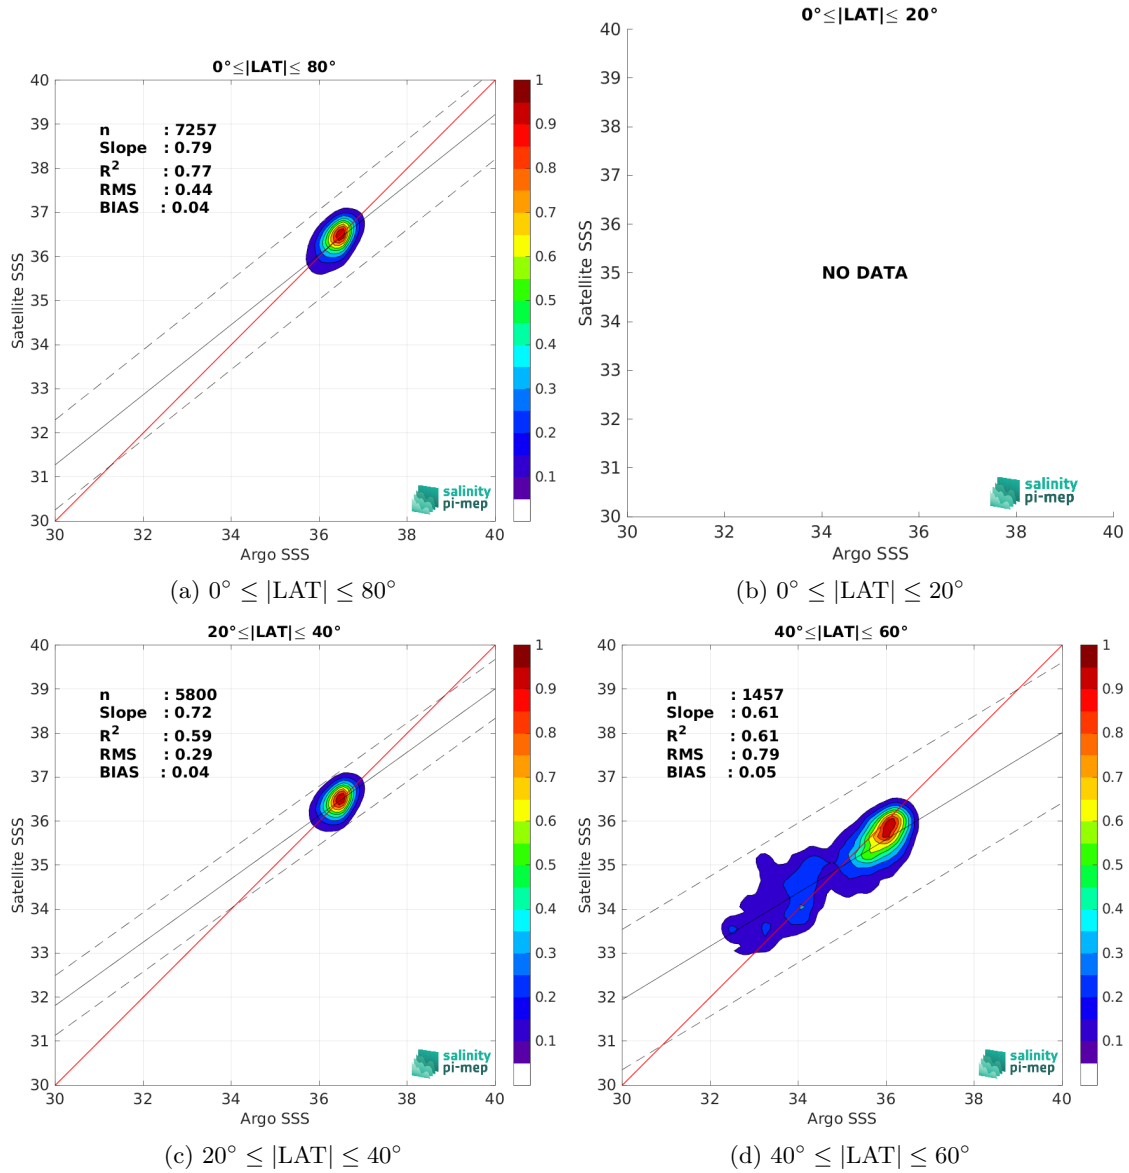 0°≤|LAT|≤ 80°
40
39
38
37
36
35
34
33
32
31
30
Satellite SSS
n : 7257
Slope : 0.79
R² : 0.77
RMS : 0.44
BIAS : 0.04
salinity
pi-mep
30 32 34 36 38 40
Argo SSS
1
0.9
0.8
0.7
0.6
0.5
0.4
0.3
0.2
0.1
(a) 0° ≤ |LAT| ≤ 80°
0°≤|LAT|≤ 20°
40
39
38
37
36
35
34
33
32
31
30
Satellite SSS
NO DATA
salinity
pi-mep
30 32 34 36 38 40
Argo SSS
(b) 0° ≤ |LAT| ≤ 20°
20°≤|LAT|≤ 40°
40
39
38
37
36
35
34
33
32
31
30
Satellite SSS
n : 5800
Slope : 0.72
R² : 0.59
RMS : 0.29
BIAS : 0.04
salinity
pi-mep
30 32 34 36 38 40
Argo SSS
1
0.9
0.8
0.7
0.6
0.5
0.4
0.3
0.2
0.1
(c) 20° ≤ |LAT| ≤ 40°
40°≤|LAT|≤ 60°
40
39
38
37
36
35
34
33
32
31
30
Satellite SSS
n : 1457
Slope : 0.61
R² : 0.61
RMS : 0.79
BIAS : 0.05
salinity
pi-mep
30 32 34 36 38 40
Argo SSS
1
0.9
0.8
0.7
0.6
0.5
0.4
0.3
0.2
0.1
(d) 40° ≤ |LAT| ≤ 60°